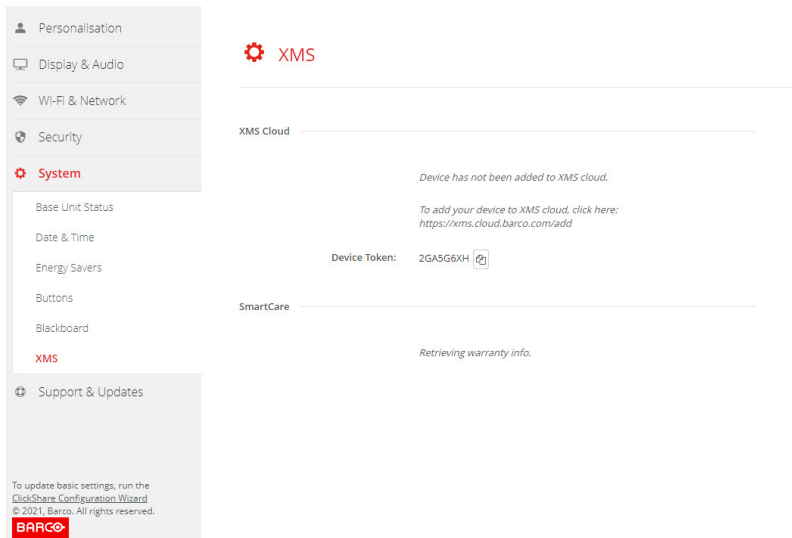 Personalisation
Display & Audio
Wi-Fi & Network
Security
System
Base Unit Status
Date & Time
Energy Savers
Buttons
Blackboard
XMS
Support & Updates
To update basic settings, run the
ClickShare Configuration Wizard
© 2021, Barco. All rights reserved.
BARCO
XMS
XMS Cloud
Device has not been added to XMS cloud.
To add your device to XMS cloud, click here:
https://xms.cloud.barco.com/add
Device Token: 2GA5G6XH
SmartCare
Retrieving warranty info.